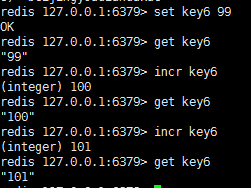 redis 127.0.0.1:6379> set key6 99
OK
redis 127.0.0.1:6379> get key6
"99"
redis 127.0.0.1:6379> incr key6
(integer) 100
redis 127.0.0.1:6379> get key6
"100"
redis 127.0.0.1:6379> incr key6
(integer) 101
redis 127.0.0.1:6379> get key6
"101"